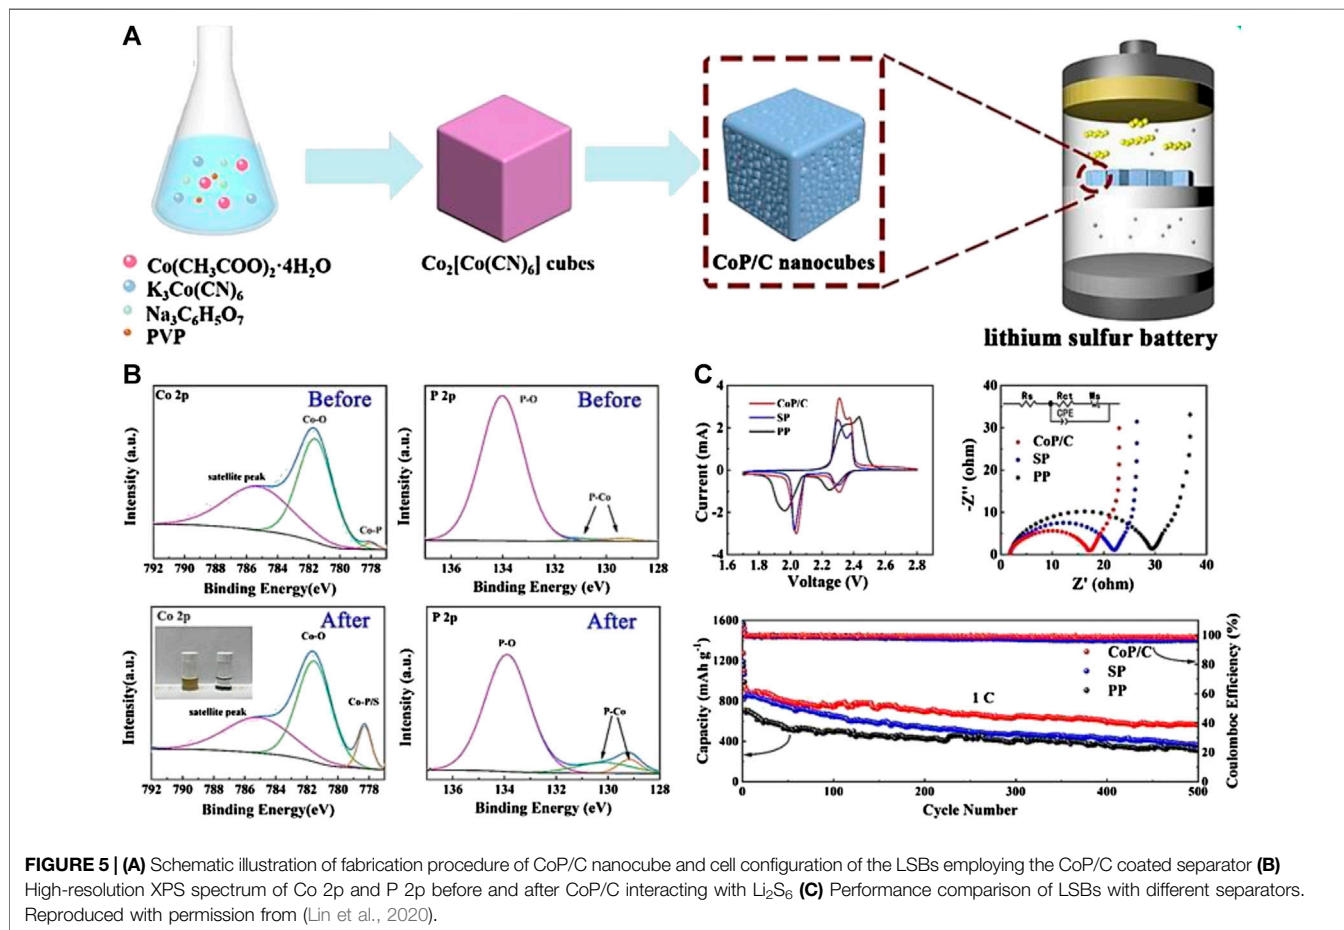 A
Co(CH₃COO)₂·4H₂O
K₃Co(CN)₆
Na₃C₆H₅O₇
PVP
Co₂[Co(CN)₆] cubes
CoP/C nanocubes
lithium sulfur battery
B
Co 2p
Before
Co-O
satellite peak
Co-P
Intensity (a.u.)
792 790 788 786 784 782 780 778
Binding Energy(eV)
P 2p
Before
P-O
P-Co
Intensity (a.u.)
136 134 132 130 128
Binding Energy (eV)
Co 2p
After
Co-O
Co-P/S
satellite peak
Intensity(a.u.)
792 790 788 786 784 782 780 778
Binding Energy(eV)
P 2p
After
P-O
P-Co
Intensity (a.u.)
136 134 132 130 128
Binding Energy (eV)
C
CoP/C
SP
PP
Current (mA)
4
2
0
-2
-4
1.6 1.8 2.0 2.2 2.4 2.6 2.8
Voltage (V)
Rs Rct Ws
CPE
CoP/C
SP
PP
-Z'' (ohm)
40
30
20
10
0
0 10 20 30 40
Z' (ohm)
Capacity (mAh g⁻¹)
1600
1200
800
400
0
CoP/C
SP
PP
1 C
100
80
60
40
20
0
Coulomboc Efficiency (%)
0 100 200 300 400 500
Cycle Number
FIGURE 5 | (A) Schematic illustration of fabrication procedure of CoP/C nanocube and cell configuration of the LSBs employing the CoP/C coated separator (B)
High-resolution XPS spectrum of Co 2p and P 2p before and after CoP/C interacting with Li₂S₆ (C) Performance comparison of LSBs with different separators.
Reproduced with permission from (Lin et al., 2020).